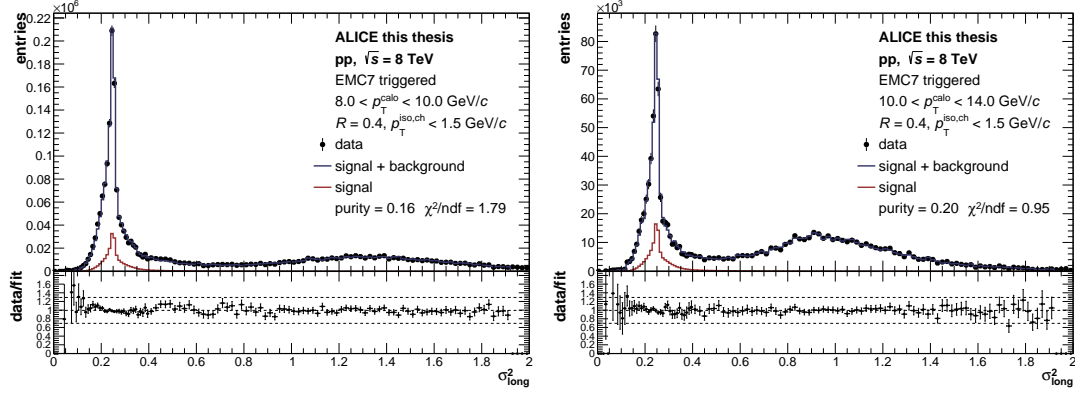 ×10⁶
entries
0.22
0.2
0.18
0.16
0.14
0.12
0.1
0.08
0.06
0.04
0.02
0
ALICE this thesis
pp, √s = 8 TeV
EMC7 triggered
8.0 < p_T^calo < 10.0 GeV/c
R = 0.4, p_T^iso,ch < 1.5 GeV/c
data
signal + background
signal
purity = 0.16 χ²/ndf = 1.79
data/fit
1.6
1.4
1.2
1
0.8
0.6
0.4
0.2
0
0 0.2 0.4 0.6 0.8 1 1.2 1.4 1.6 1.8 2
σ²_long
×10³
entries
90
80
70
60
50
40
30
20
10
0
ALICE this thesis
pp, √s = 8 TeV
EMC7 triggered
10.0 < p_T^calo < 14.0 GeV/c
R = 0.4, p_T^iso,ch < 1.5 GeV/c
data
signal + background
signal
purity = 0.20 χ²/ndf = 0.95
data/fit
1.6
1.4
1.2
1
0.8
0.6
0.4
0.2
0
0 0.2 0.4 0.6 0.8 1 1.2 1.4 1.6 1.8 2
σ²_long